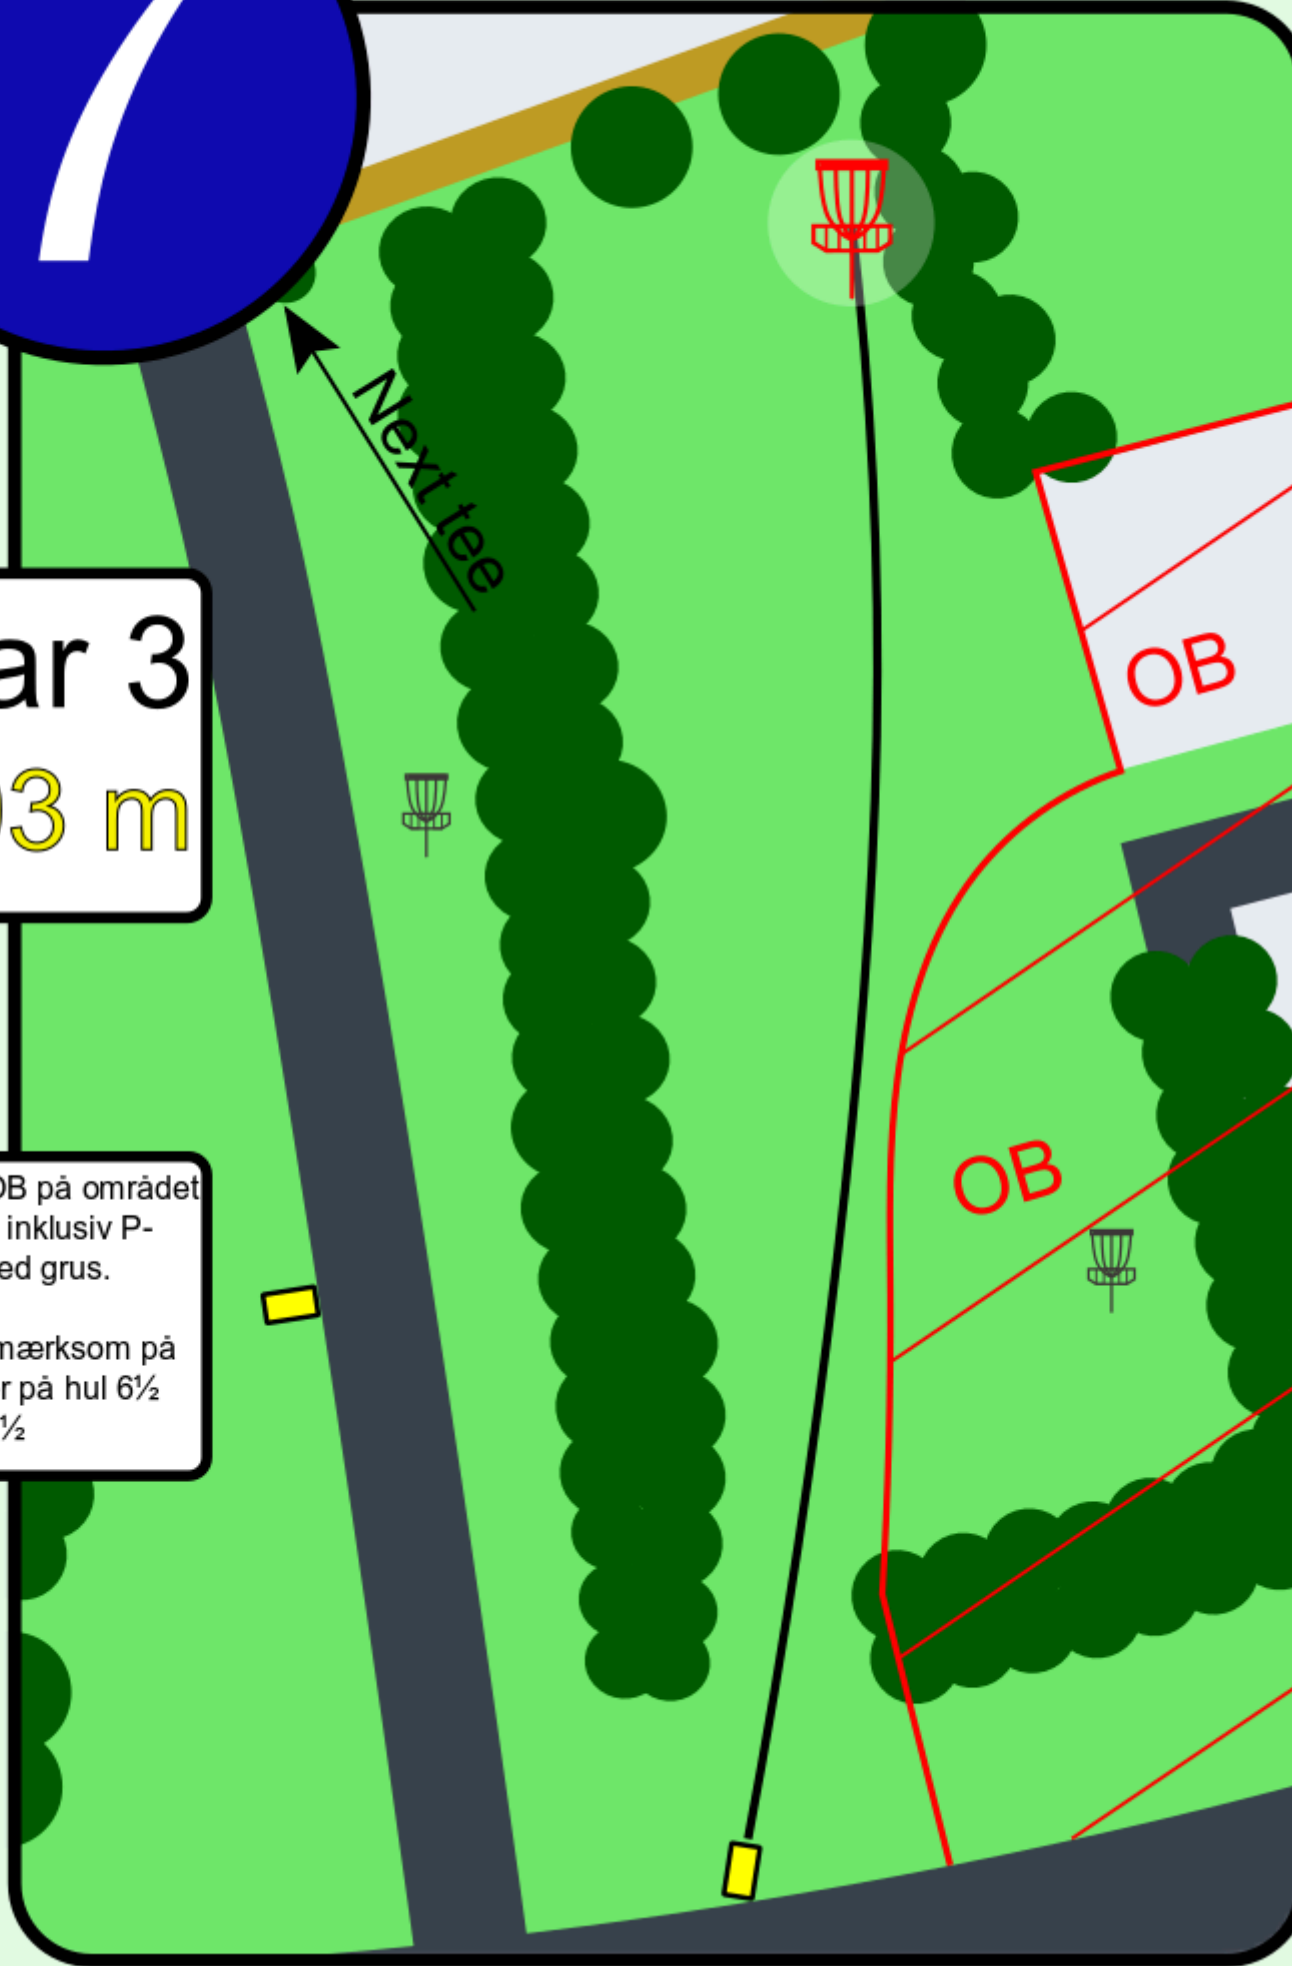 7
Next tee
ar 3
3 m
OB
OB på området
inklusiv P-
ed grus.
mærksom på
r på hul 6½
½
OB